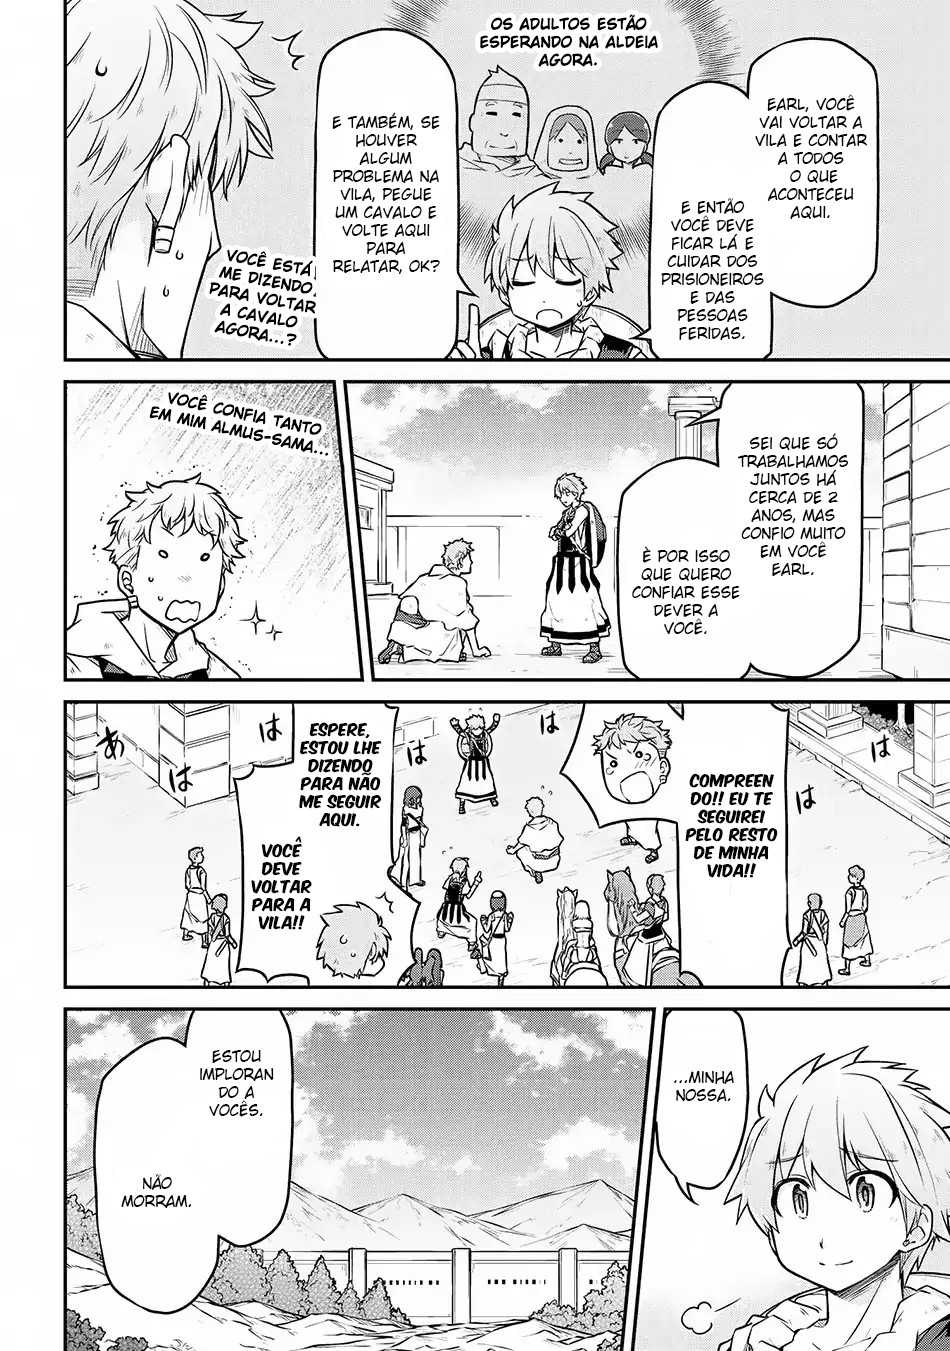 EARL, VOCÊ
VAI VOLTAR A
VILA E CONTAR
A TODOS
O QUE
ACONTECEU
AQUI.
E ENTÃO
VOCÊ DEVE
FICAR LÁ E
CUIDAR DOS
PRISIONEIROS
E DAS
PESSOAS
FERIDAS.
OS ADULTOS ESTÃO
ESPERANDO NA ALDEIA
AGORA.
E TAMBÉM, SE
HOUVER
ALGUM
PROBLEMA NA
VILA, PEGUE
UM CAVALO E
VOLTE AQUI
PARA
RELATAR, OK?
VOCÊ ESTÁ
ME DIZENDO
PARA VOLTAR
A CAVALO
AGORA...?
SEI QUE SÓ
TRABALHAMOS
JUNTOS HÁ
CERCA DE 2
ANOS, MAS
CONFIO MUITO
EM VOCÊ
EARL.
È POR ISSO
QUE QUERO
CONFIAR ESSE
DEVER A
VOCÊ.
VOCÊ CONFIA TANTO
EM MIM ALMUS-SAMA...
COMPREEN
DO!! EU TE
SEGUIREI
PELO RESTO
DE MINHA
VIDA!!
ESPERE,
ESTOU LHE
DIZENDO
PARA NÃO
ME SEGUIR
AQUI.
VOCÊ
DEVE
VOLTAR
PARA A
VILA!!
は
は
は
は
は
あ
...MINHA
NOSSA.
ESTOU
IMPLORAN
DO A
VOCÊS.
NÃO
MORRAM.